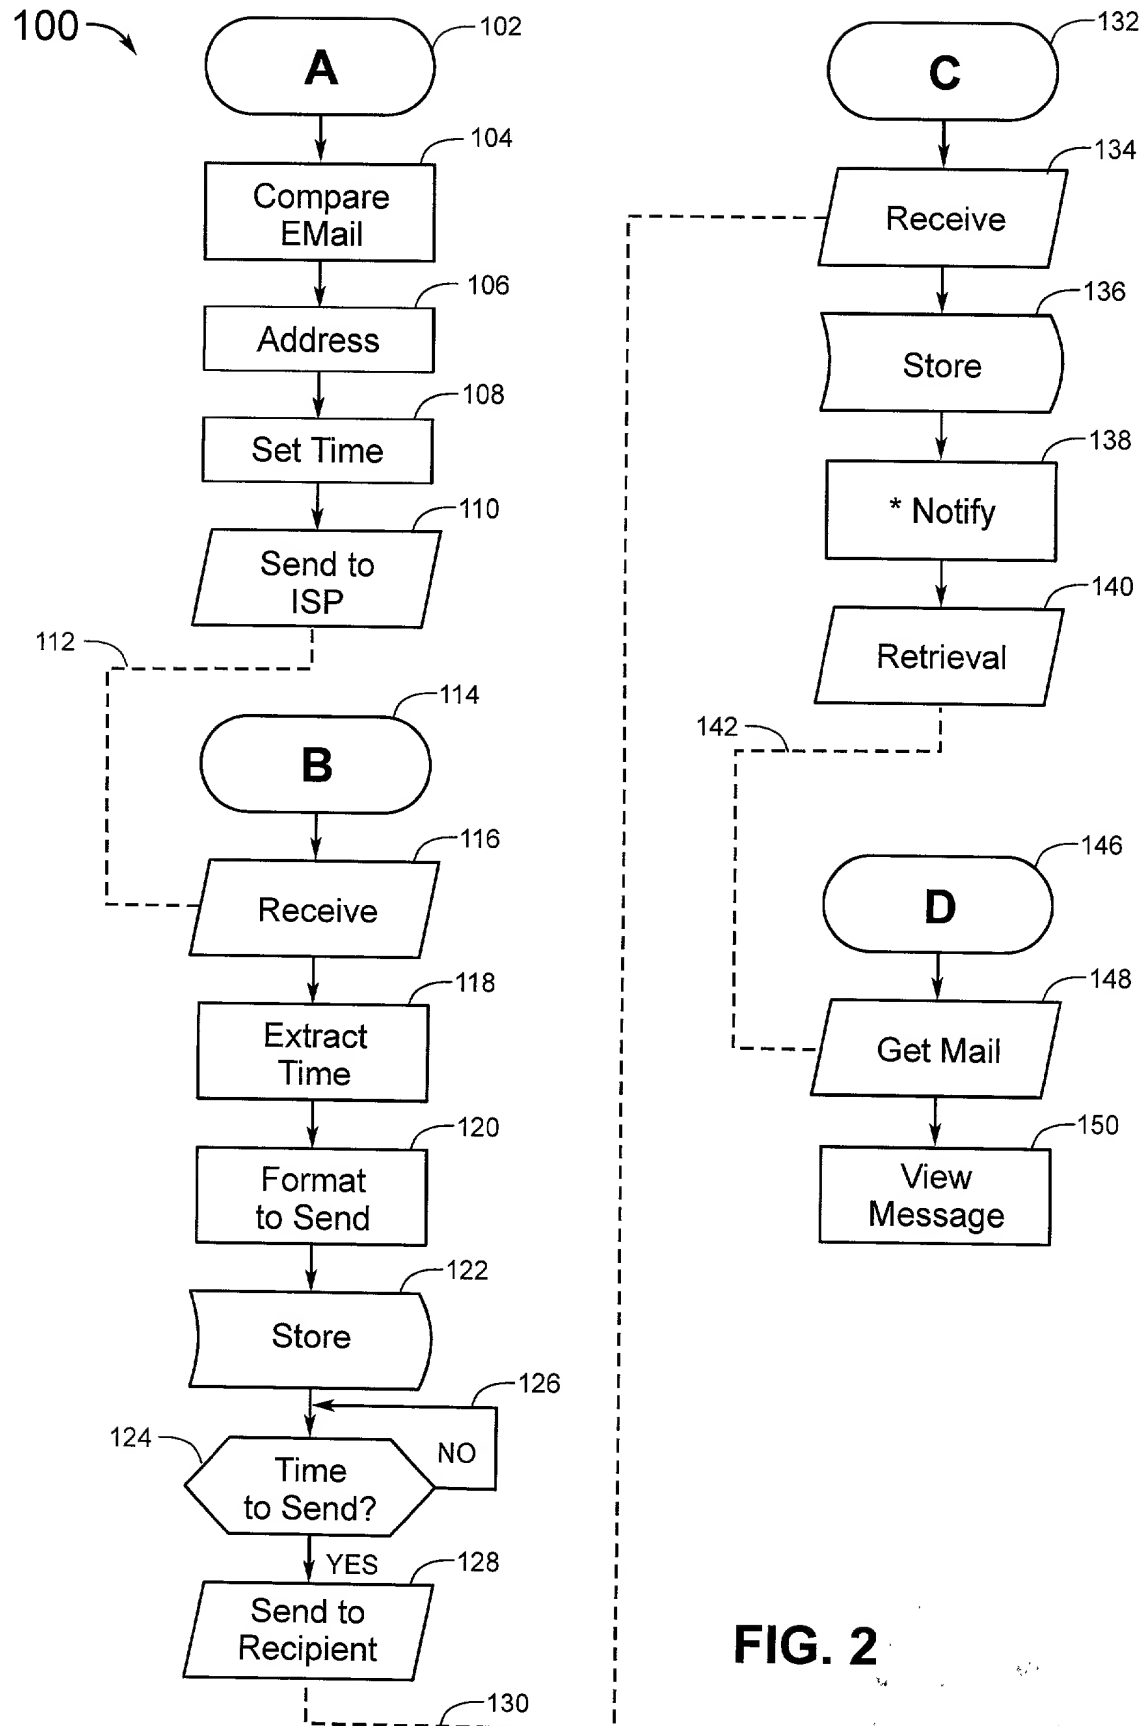 100
A
102
104
Compare
EMail
106
Address
108
Set Time
110
Send to
ISP
112
114
B
116
Receive
118
Extract
Time
120
Format
to Send
122
Store
126
124
NO
Time
to Send?
YES
128
Send to
Recipient
130
132
C
134
Receive
136
Store
138
* Notify
140
Retrieval
142
146
D
148
Get Mail
150
View
Message
FIG. 2